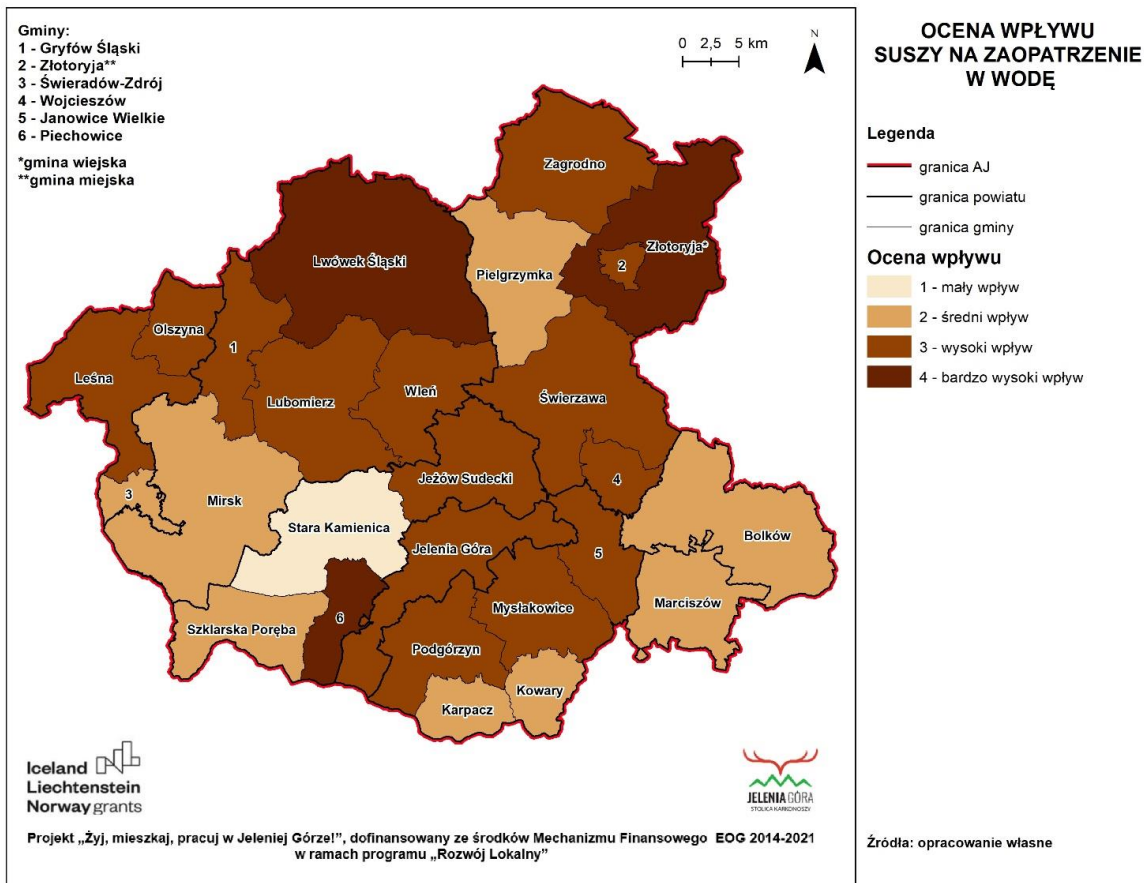 Gminy:
1 - Gryfów Śląski
2 - Złotoryja**
3 - Świeradów-Zdrój
4 - Wojcieszów
5 - Janowice Wielkie
6 - Piechowice
*gmina wiejska
**gmina miejska
0 2,5 5 km
N
Zagrodno
Złotoryja*
2
Lwówek Śląski
Pielgrzymka
Olszyna
1
Leśna
Lubomierz
Wleń
Świerzawa
Jeżów Sudecki
4
3
Mirsk
Stara Kamienica
Jelenia Góra
5
Bolków
Mysłakowice
Marciszów
Szklarska Poręba
6
Podgórzyn
Kowary
Karpacz
Iceland
Liechtenstein
Norway grants
JELENIA GÓRA
STOLICA KARKONOSZY
Projekt „Żyj, mieszkaj, pracuj w Jeleniej Górze!”, dofinansowany ze środków Mechanizmu Finansowego EOG 2014-2021
w ramach programu „Rozwój Lokalny”
OCENA WPŁYWU
SUSZY NA ZAOPATRZENIE
W WODĘ
Legenda
granica AJ
granica powiatu
granica gminy
Ocena wpływu
1 - mały wpływ
2 - średni wpływ
3 - wysoki wpływ
4 - bardzo wysoki wpływ
Źródła: opracowanie własne